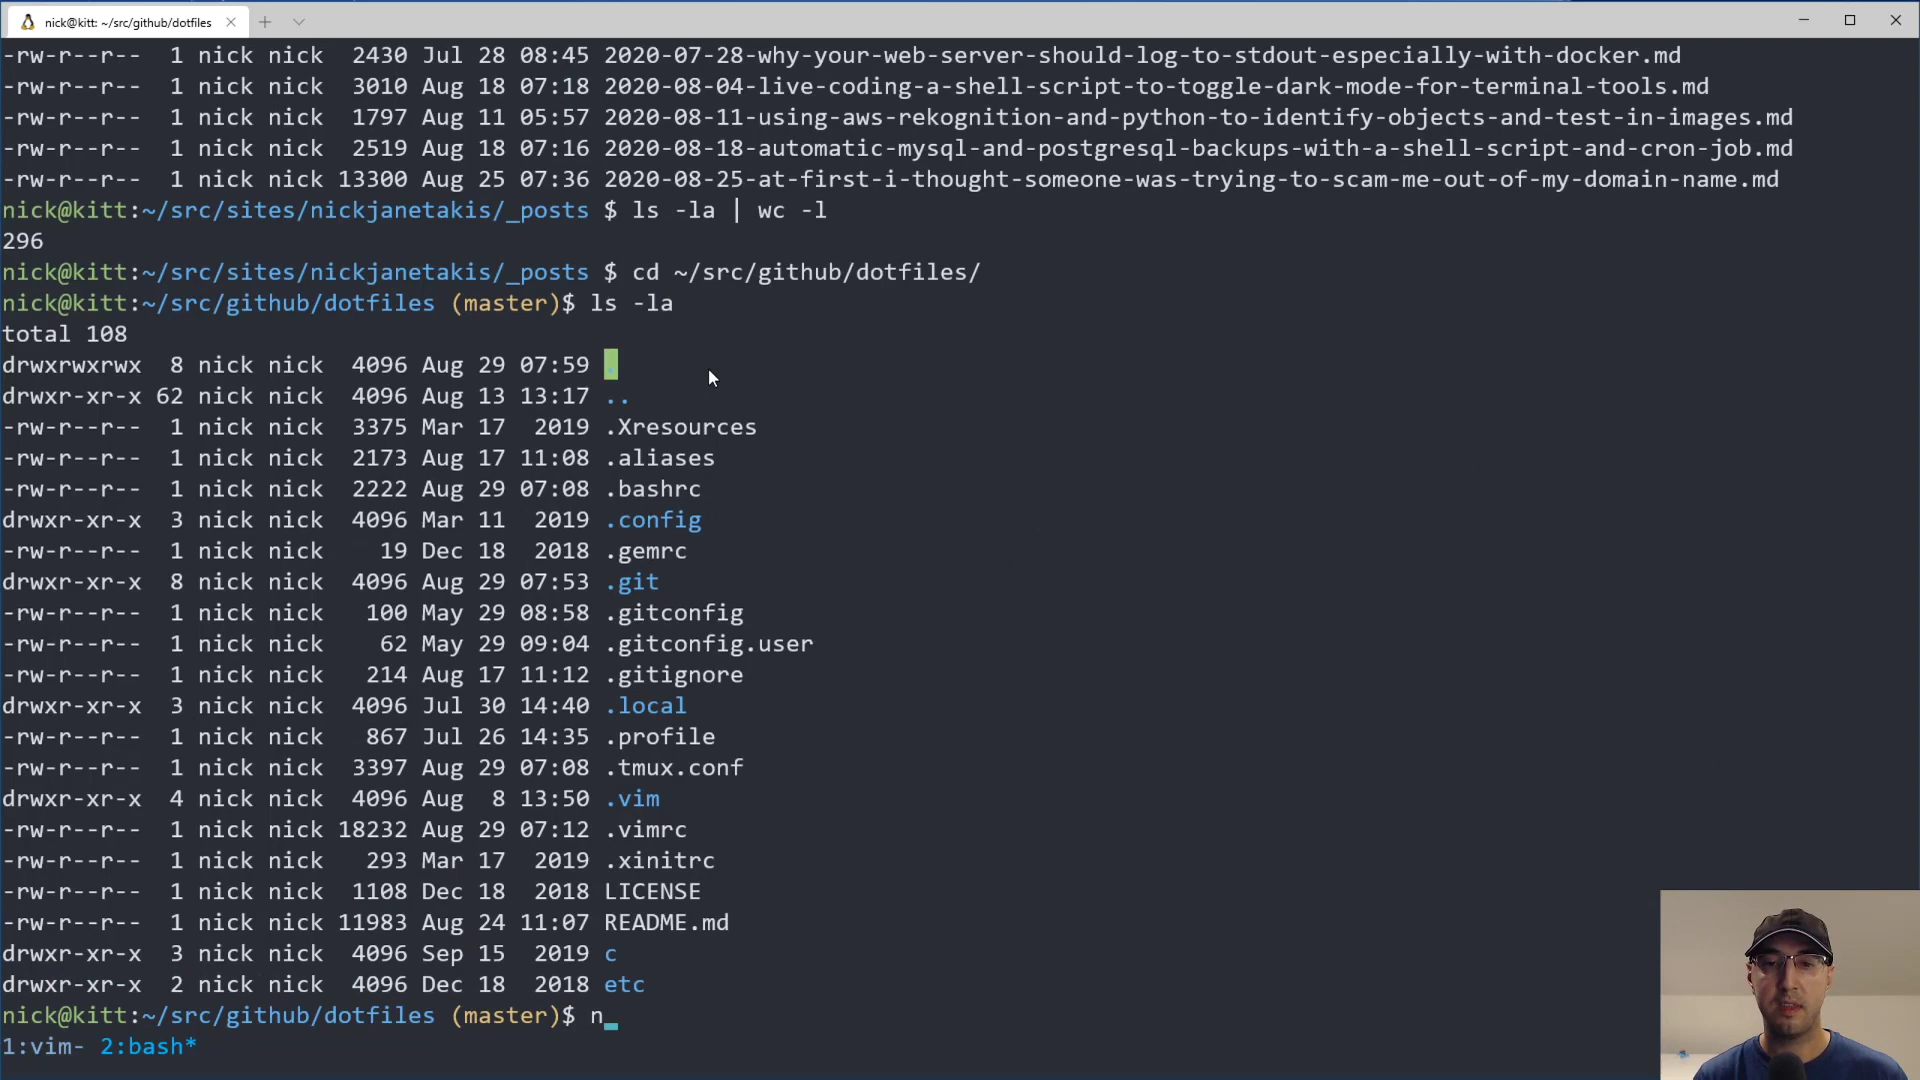 nick@kitt: ~/src/github/dotfiles
-rw-r--r-- 1 nick nick 2430 Jul 28 08:45 2020-07-28-why-your-web-server-should-log-to-stdout-especially-with-docker.md
-rw-r--r-- 1 nick nick 3010 Aug 18 07:18 2020-08-04-live-coding-a-shell-script-to-toggle-dark-mode-for-terminal-tools.md
-rw-r--r-- 1 nick nick 1797 Aug 11 05:57 2020-08-11-using-aws-rekognition-and-python-to-identify-objects-and-test-in-images.md
-rw-r--r-- 1 nick nick 2519 Aug 18 07:16 2020-08-18-automatic-mysql-and-postgresql-backups-with-a-shell-script-and-cron-job.md
-rw-r--r-- 1 nick nick 13300 Aug 25 07:36 2020-08-25-at-first-i-thought-someone-was-trying-to-scam-me-out-of-my-domain-name.md
nick@kitt:~/src/sites/nickjanetakis/_posts $ ls -la | wc -l
296
nick@kitt:~/src/sites/nickjanetakis/_posts $ cd ~/src/github/dotfiles/
nick@kitt:~/src/github/dotfiles (master)$ ls -la
total 108
drwxrwxrwx 8 nick nick 4096 Aug 29 07:59 .
drwxr-xr-x 62 nick nick 4096 Aug 13 13:17 ..
-rw-r--r-- 1 nick nick 3375 Mar 17 2019 .Xresources
-rw-r--r-- 1 nick nick 2173 Aug 17 11:08 .aliases
-rw-r--r-- 1 nick nick 2222 Aug 29 07:08 .bashrc
drwxr-xr-x 3 nick nick 4096 Mar 11 2019 .config
-rw-r--r-- 1 nick nick 19 Dec 18 2018 .gemrc
drwxr-xr-x 8 nick nick 4096 Aug 29 07:53 .git
-rw-r--r-- 1 nick nick 100 May 29 08:58 .gitconfig
-rw-r--r-- 1 nick nick 62 May 29 09:04 .gitconfig.user
-rw-r--r-- 1 nick nick 214 Aug 17 11:12 .gitignore
drwxr-xr-x 3 nick nick 4096 Jul 30 14:40 .local
-rw-r--r-- 1 nick nick 867 Jul 26 14:35 .profile
-rw-r--r-- 1 nick nick 3397 Aug 29 07:08 .tmux.conf
drwxr-xr-x 4 nick nick 4096 Aug 8 13:50 .vim
-rw-r--r-- 1 nick nick 18232 Aug 29 07:12 .vimrc
-rw-r--r-- 1 nick nick 293 Mar 17 2019 .xinitrc
-rw-r--r-- 1 nick nick 1108 Dec 18 2018 LICENSE
-rw-r--r-- 1 nick nick 11983 Aug 24 11:07 README.md
drwxr-xr-x 3 nick nick 4096 Sep 15 2019 c
drwxr-xr-x 2 nick nick 4096 Dec 18 2018 etc
nick@kitt:~/src/github/dotfiles (master)$ n
1:vim- 2:bash*